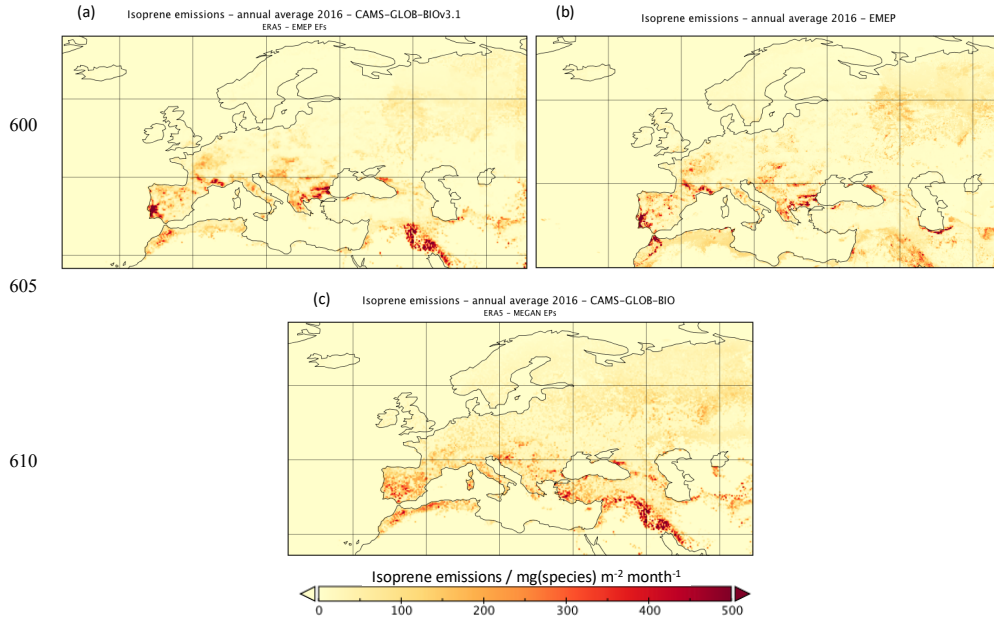 (a) Isoprene emissions – annual average 2016 – CAMS-GLOB-BIOv3.1
ERA5 – EMEP EFs
(b) Isoprene emissions – annual average 2016 – EMEP
600
605
(c) Isoprene emissions – annual average 2016 – CAMS-GLOB-BIO
ERA5 – MEGAN EPs
610
Isoprene emissions / mg(species) m⁻² month⁻¹
0 100 200 300 400 500